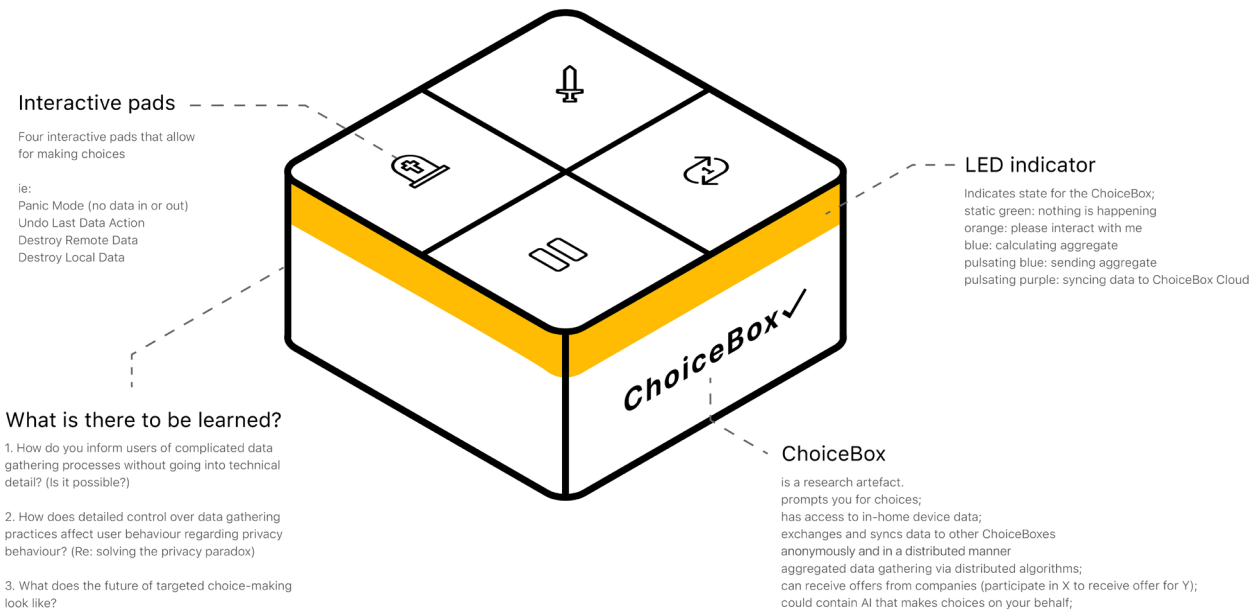 Interactive pads
Four interactive pads that allow
for making choices
ie:
Panic Mode (no data in or out)
Undo Last Data Action
Destroy Remote Data
Destroy Local Data
1
LED indicator
Indicates state for the ChoiceBox;
static green: nothing is happening
orange: please interact with me
blue: calculating aggregate
pulsating blue: sending aggregate
pulsating purple: syncing data to ChoiceBox Cloud
ChoiceBox
What is there to be learned?
1. How do you inform users of complicated data
gathering processes without going into technical
detail? (Is it possible?)
2. How does detailed control over data gathering
practices affect user behaviour regarding privacy
behaviour? (Re: solving the privacy paradox)
3. What does the future of targeted choice-making
look like?
ChoiceBox
is a research artefact.
prompts you for choices;
has access to in-home device data;
exchanges and syncs data to other ChoiceBoxes
anonymously and in a distributed manner
aggregated data gathering via distributed algorithms;
can receive offers from companies (participate in X to receive offer for Y);
could contain AI that makes choices on your behalf;